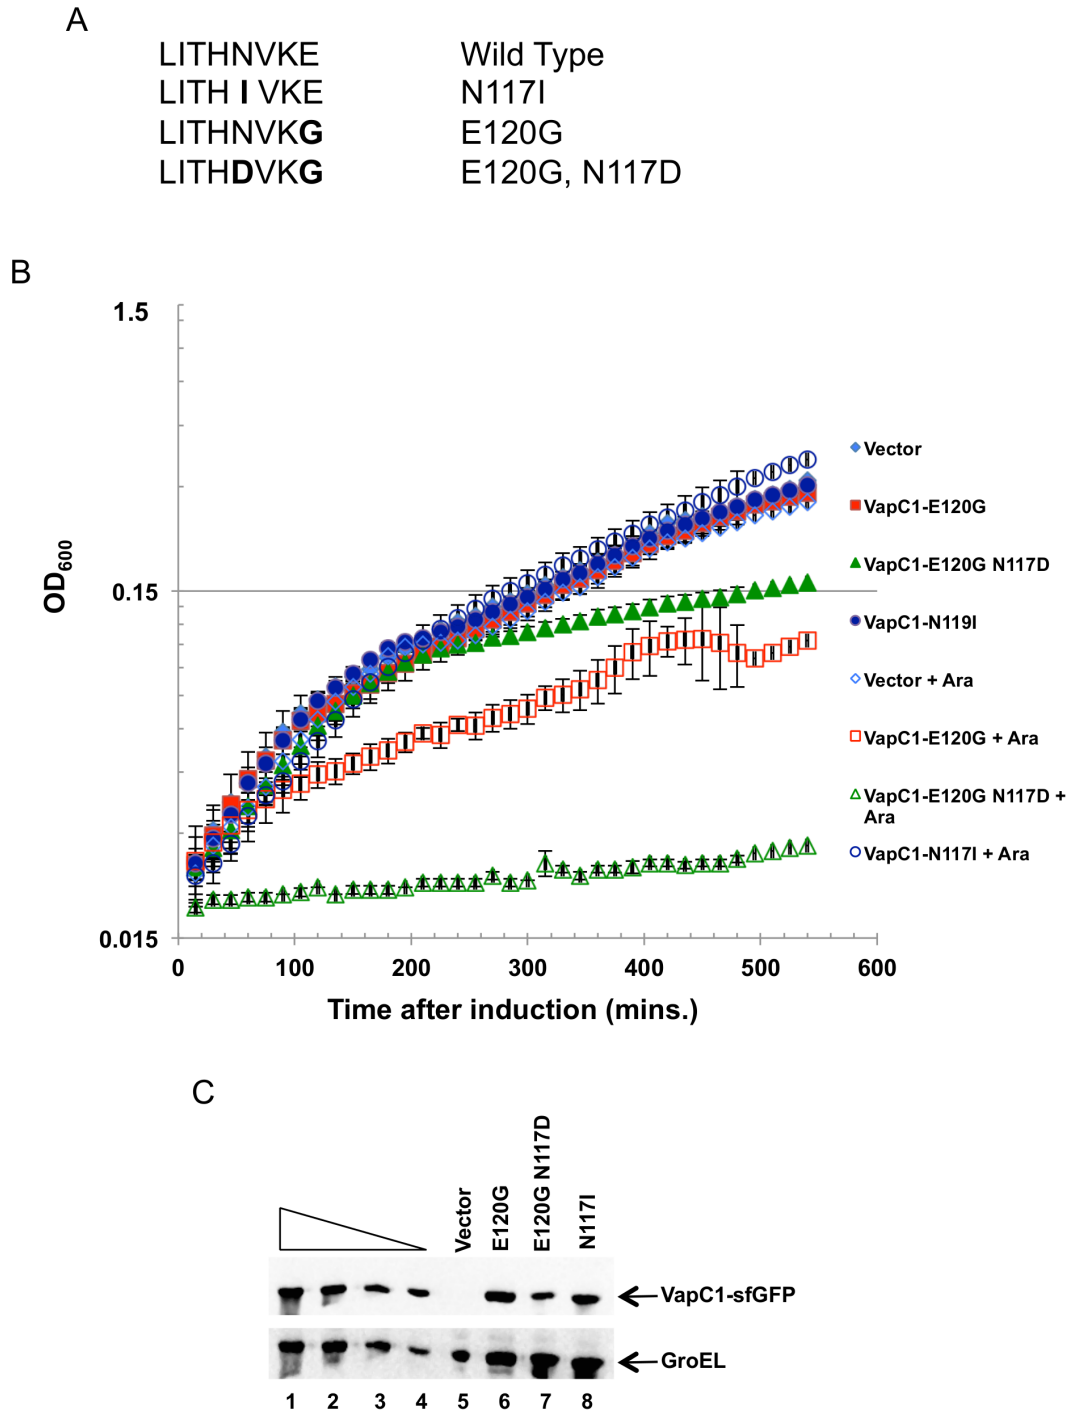 A
LITHNVKE Wild Type
LITH I VKE N117I
LITHNVKG E120G
LITHDVKG E120G, N117D
B
1.5
0.15
0.015
OD600
0 100 200 300 400 500 600
Time after induction (mins.)
Vector
VapC1-E120G
VapC1-E120G N117D
VapC1-N119I
Vector + Ara
VapC1-E120G + Ara
VapC1-E120G N117D +
Ara
VapC1-N117I + Ara
C
Vector
E120G
E120G N117D
N117I
VapC1-sfGFP
GroEL
1 2 3 4 5 6 7 8